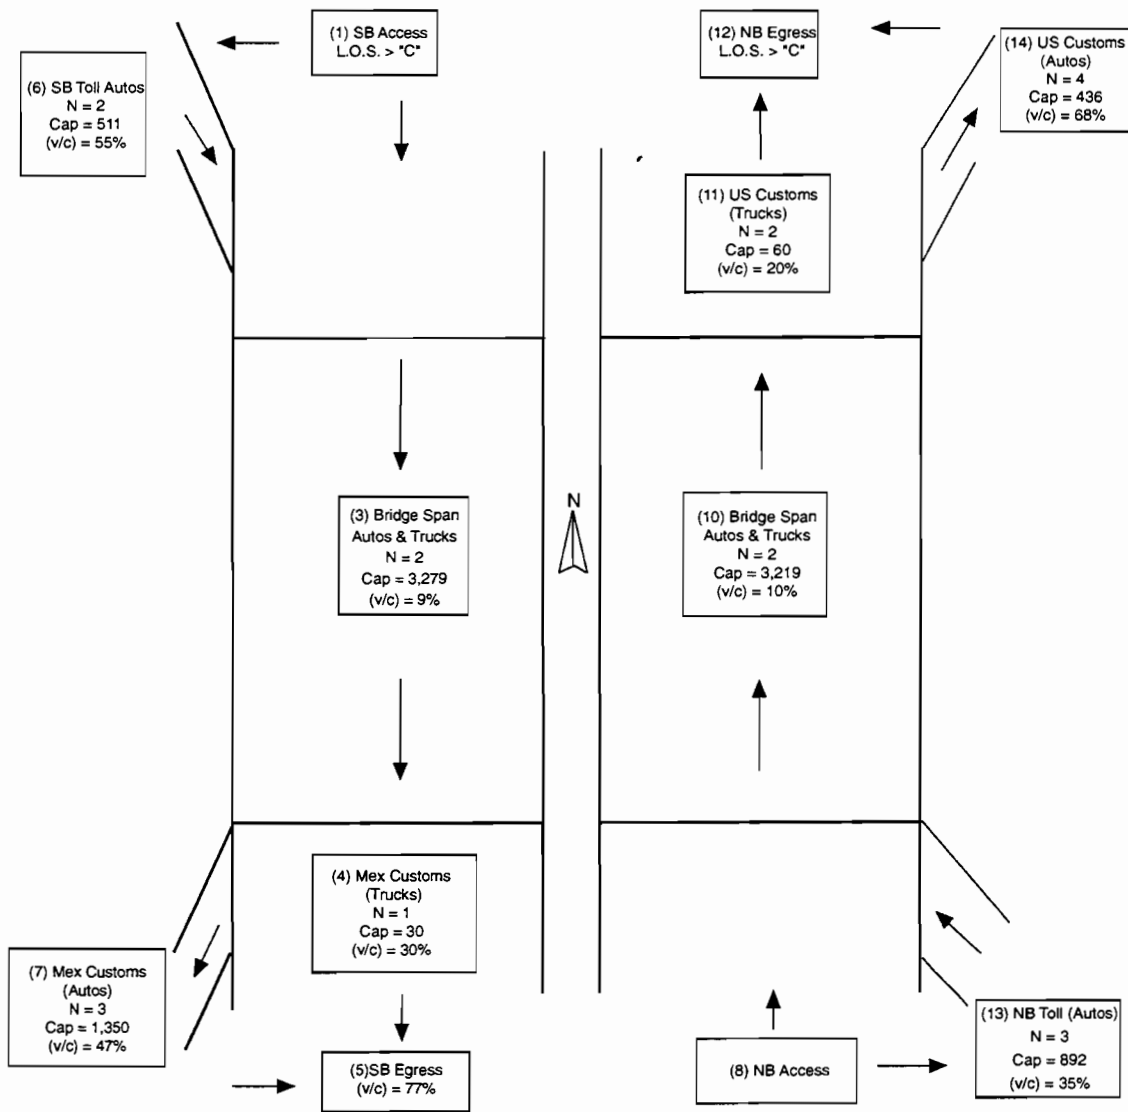 (1) SB Access
L.O.S. > "C"
(12) NB Egress
L.O.S. > "C"
(14) US Customs
(Autos)
N = 4
Cap = 436
(v/c) = 68%
(6) SB Toll Autos
N = 2
Cap = 511
(v/c) = 55%
(11) US Customs
(Trucks)
N = 2
Cap = 60
(v/c) = 20%
(3) Bridge Span
Autos & Trucks
N = 2
Cap = 3,279
(v/c) = 9%
N
(10) Bridge Span
Autos & Trucks
N = 2
Cap = 3,219
(v/c) = 10%
(4) Mex Customs
(Trucks)
N = 1
Cap = 30
(v/c) = 30%
(7) Mex Customs
(Autos)
N = 3
Cap = 1,350
(v/c) = 47%
(5)SB Egress
(v/c) = 77%
(8) NB Access
(13) NB Toll (Autos)
N = 3
Cap = 892
(v/c) = 35%